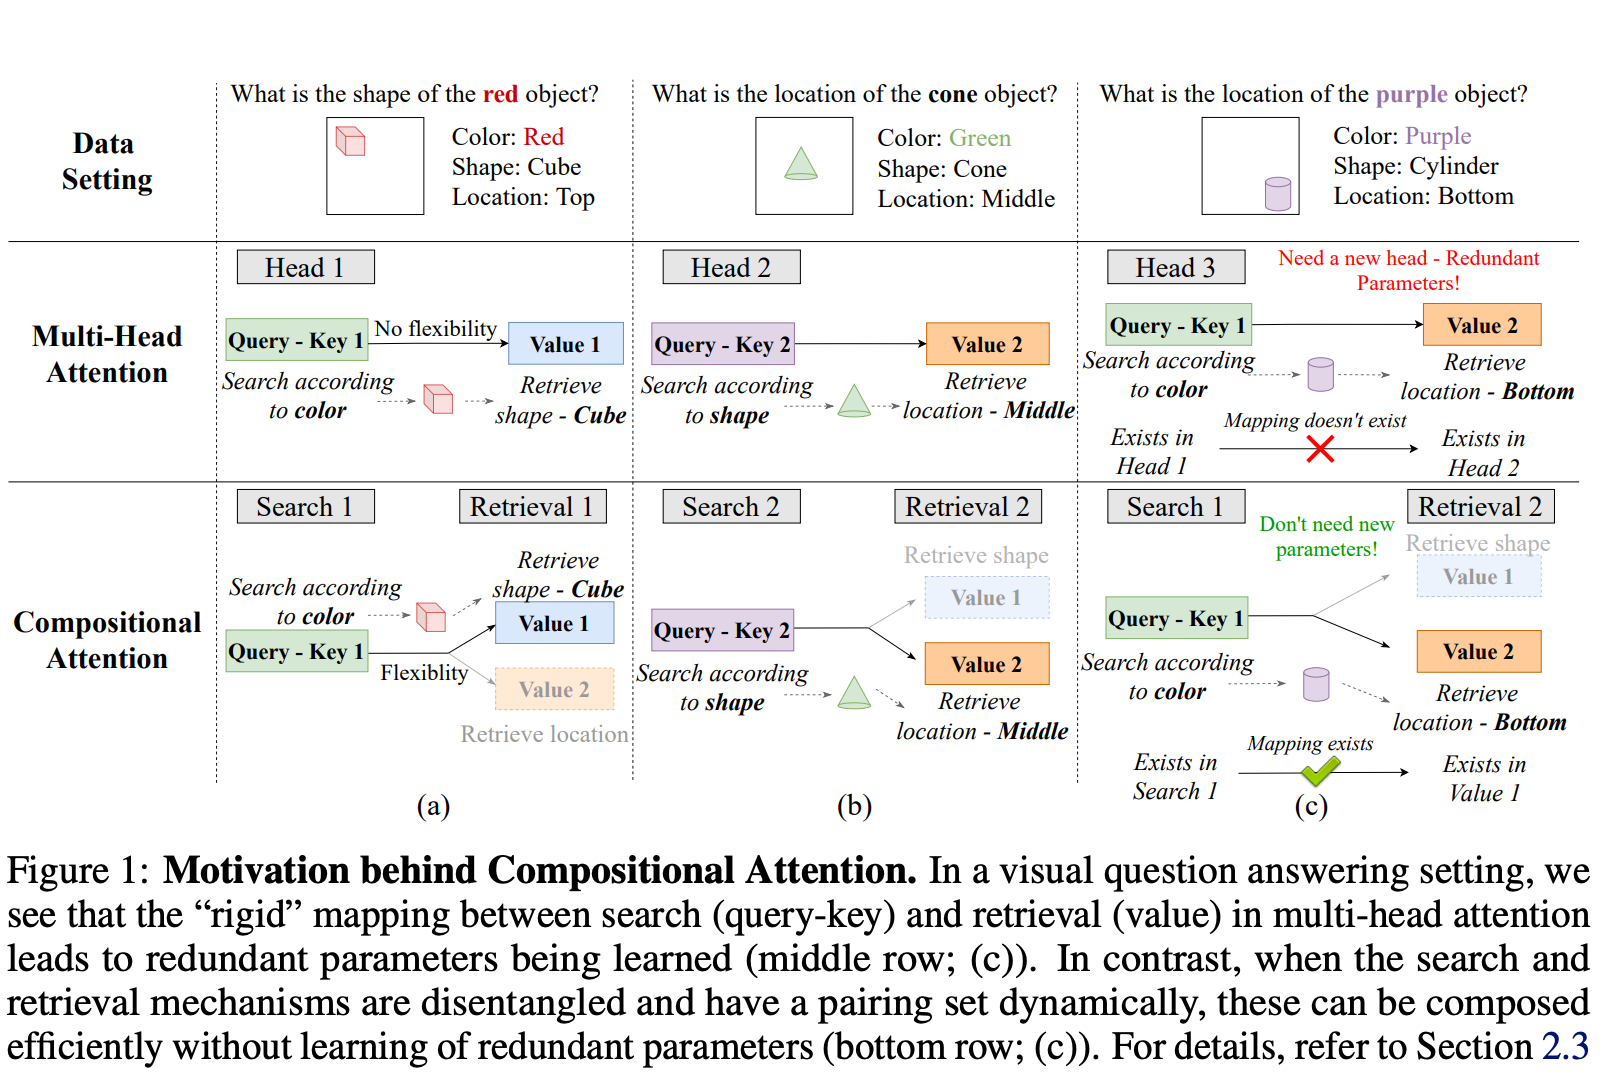 What is the shape of the red object?
Color: Red
Shape: Cube
Location: Top
What is the location of the cone object?
Color: Green
Shape: Cone
Location: Middle
What is the location of the purple object?
Color: Purple
Shape: Cylinder
Location: Bottom
Data
Setting
Multi-Head
Attention
Head 1
Query - Key 1
No flexibility
Value 1
Search according
to color
Retrieve
shape - Cube
Head 2
Query - Key 2
Value 2
Search according
to shape
Retrieve
location - Middle
Head 3
Need a new head - Redundant
Parameters!
Query - Key 1
Value 2
Search according
to color
Retrieve
location - Bottom
Mapping doesn't exist
Exists in
Head 1
Exists in
Head 2
Compositional
Attention
Search 1
Retrieval 1
Search according
to color
Retrieve
shape - Cube
Query - Key 1
Flexiblity
Value 1
Value 2
Retrieve location
Search 2
Retrieval 2
Retrieve shape
Value 1
Query - Key 2
Value 2
Search according
to shape
Retrieve
location - Middle
Search 1
Retrieval 2
Don't need new
parameters!
Retrieve shape
Value 1
Query - Key 1
Value 2
Search according
to color
Retrieve
location - Bottom
Mapping exists
Exists in
Search 1
Exists in
Value 1
(a)
(b)
(c)
Figure 1: Motivation behind Compositional Attention. In a visual question answering setting, we
see that the “rigid” mapping between search (query-key) and retrieval (value) in multi-head attention
leads to redundant parameters being learned (middle row; (c)). In contrast, when the search and
retrieval mechanisms are disentangled and have a pairing set dynamically, these can be composed
efficiently without learning of redundant parameters (bottom row; (c)). For details, refer to Section 2.3